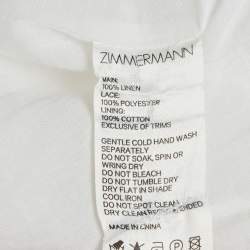 ZIMMERMANN
MAIN:
100% LINEN
LACE:
100% POLYESTER
LINING:
100% COTTON
EXCLUSIVE OF TRIMS
GENTLE COLD HAND WASH
SEPARATELY
DO NOT SOAK, SPIN OR
WRING DRY
DO NOT BLEACH
DO NOT TUMBLE DRY
DRY FLAT IN SHADE
COOL IRON
DO NOT SPOT CLEAN
DRY CLEAN
MADE IN CHINA